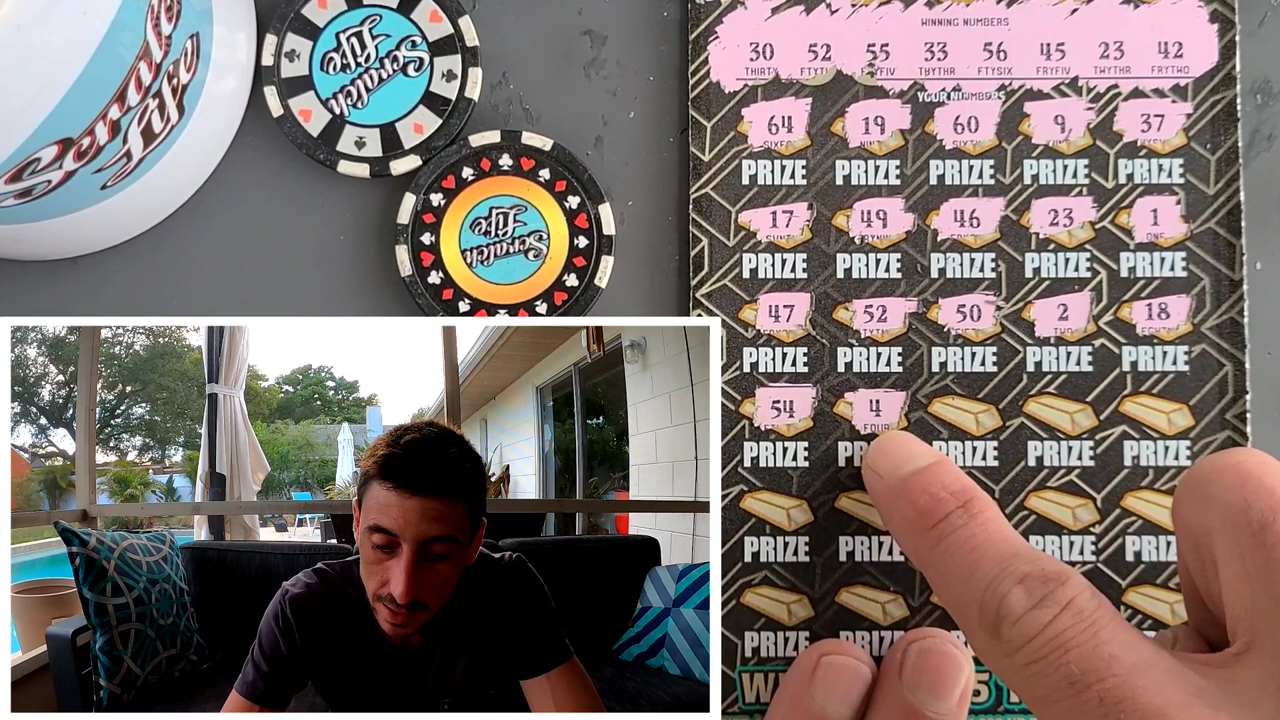 Scratch Life
Scratch Life
Scratch Life
WINNING NUMBERS
30 52 55 33 56 45 23 42
THIRTY FTYTWO FTYFIV THYTHR FTYSIX FRYFIV TWYTHR FRYTWO
YOUR NUMBERS
64 19 60 9 37
PRIZE PRIZE PRIZE PRIZE PRIZE
17 49 46 23 1
ONE
PRIZE PRIZE PRIZE PRIZE PRIZE
47 52 50 2 18
TWO
PRIZE PRIZE PRIZE PRIZE PRIZE
54 4
FOUR
PRIZE PRIZE PRIZE PRIZE
PRIZE PRIZE PRIZE
PRIZE PRIZE